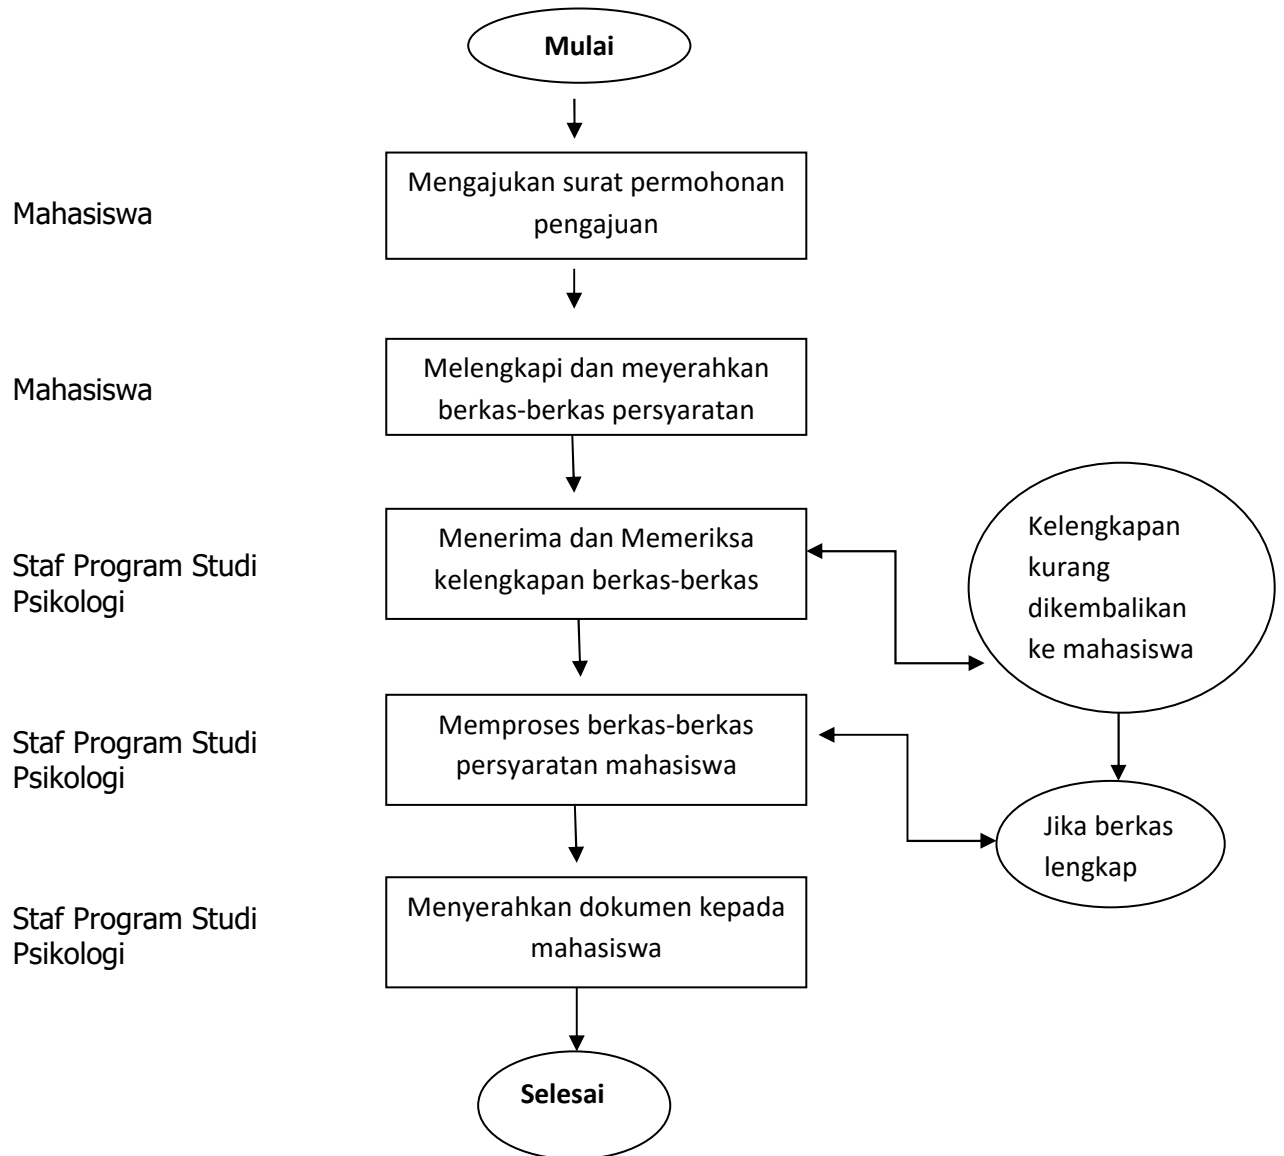 Mulai
Mahasiswa
Mengajukan surat permohonan
pengajuan
Mahasiswa
Melengkapi dan meyerahkan
berkas-berkas persyaratan
Staf Program Studi
Psikologi
Menerima dan Memeriksa
kelengkapan berkas-berkas
Kelengkapan
kurang
dikembalikan
ke mahasiswa
Staf Program Studi
Psikologi
Memproses berkas-berkas
persyaratan mahasiswa
Jika berkas
lengkap
Staf Program Studi
Psikologi
Menyerahkan dokumen kepada
mahasiswa
Selesai